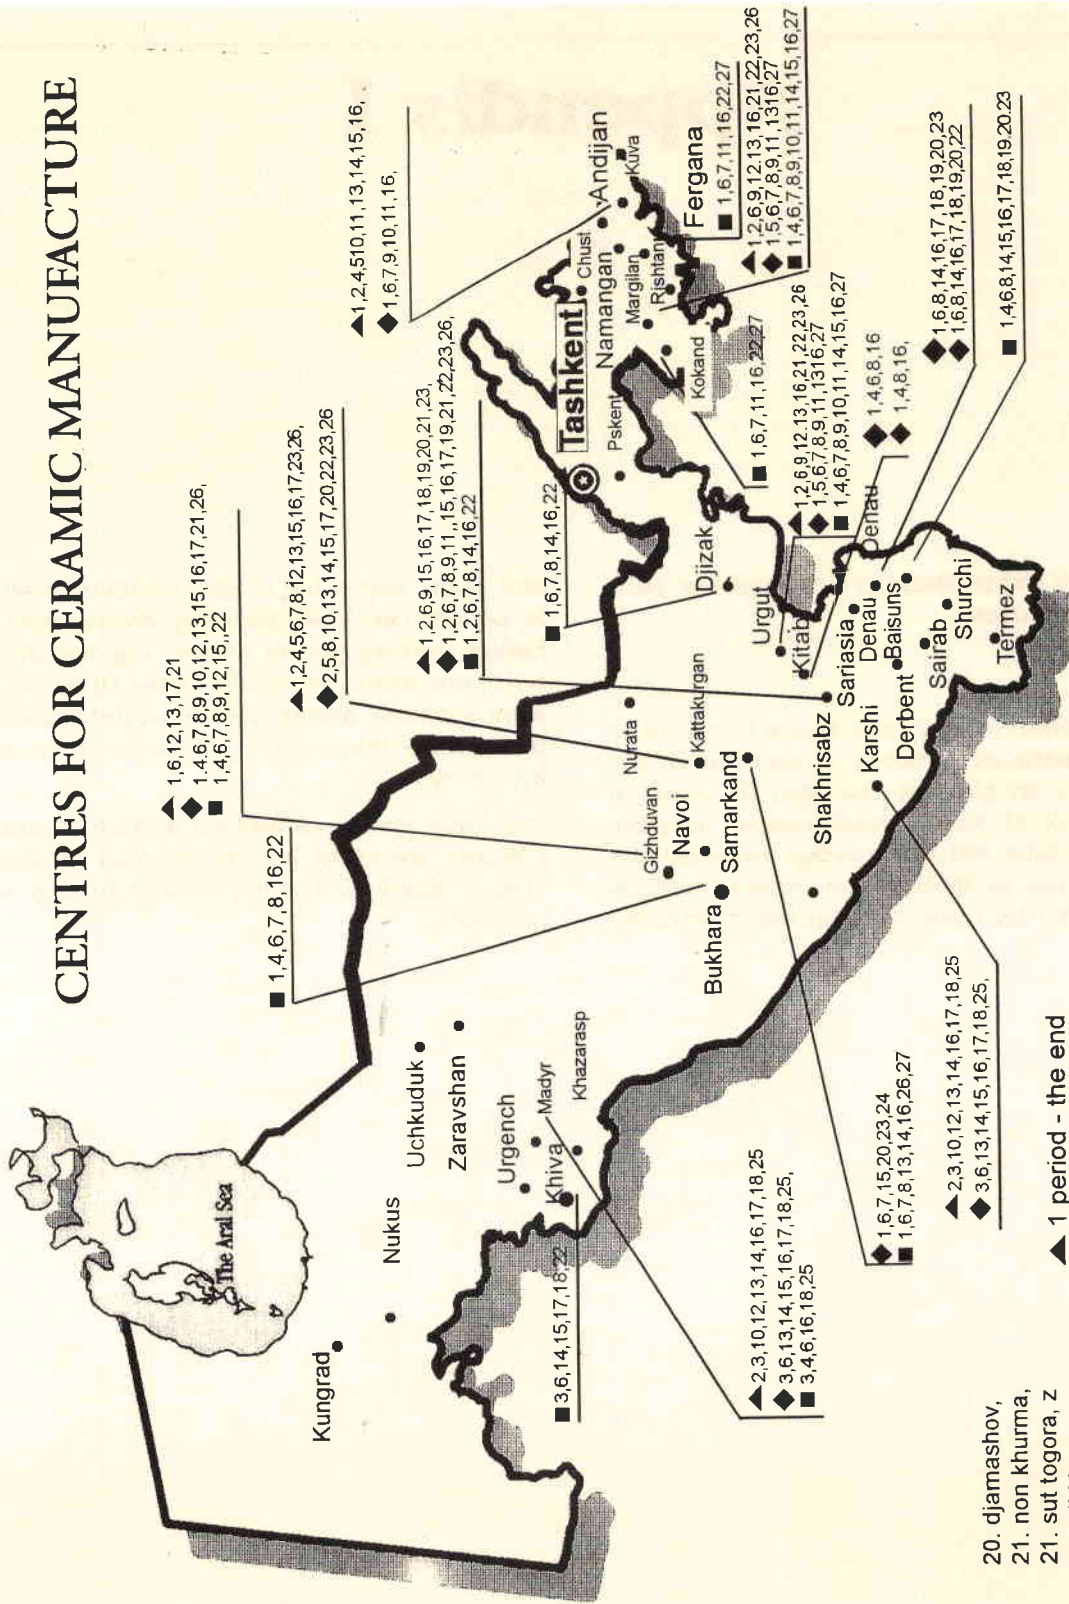 CENTRES FOR CERAMIC MANUFACTURE
▲1,2,4,510,11,13,14,15,16,
◆1,6,7,9,10,11,16,
▲1,6,12,13,17,21
◆1.4.6,7,8,9,10,12,13,15,16,17,21,26,
■1,4,6,7,8,9,12,15,,22
▲1,2,4,5,6,7,8,12,13,15,16,17,23,26,
◆2,5,8,10,13,14,15,17,20,22,23,26
▲1,2,6,9,15,16,17,18,19,20,21,23,
◆1,2,6,7,8,9,11,,15,16,17,19,21,22,23,26,
■1,2,6,7,8,14,16,22
■1,4,6,7,8,16,22
■1,6,7,8,14,16,22
The Aral Sea
Kungrad
Nukus
Uchkuduk
Zaravshan
Urgench
Madyr
Khiva
Khazarasp
Gizhduvan
Navoi
Bukhara
Samarkand
Nurata
Kattakurgan
Djizak
Tashkent
Pskent
Chust
Namangan
Andijan
Kuva
Margilan
Rishtan
Fergana
Kokand
Urgut
Kitab
Shakhrisabz
Karshi
Sariasia
Denau
Denau
Baisuns
Derbent
Sairab
Shurchi
Termez
■1,6,7,11,16,22,27
▲1,2,6,9,12.13,16,21,22,23,26
◆1,5,6,7,8,9,11,1316,27
■1,4,6,7,8,9,10,11,14,15,16,27
■1,6,7,11,16,22,27
▲1,2,6,9,12.13,16,21,22,23,26
◆1,5,6,7,8,9,11,1316,27
■1,4,6,7,8,9,10,11,14,15,16,27
◆1,4,6,8,16
◆1,4,8,16,
◆1,6,8,14,16,17,18,19,20,23
◆1,6,8,14,16,17,18,19,20,22
■1,4,6,8,14,15,16,17,18,19.20.23
■3,6,14,15,17,18,22
▲2,3,10,12,13,14,16,17,18,25
◆3,6,13,14,15,16,17,18,25,
■3,4,6,16,18,25
◆1,6,7,15,20,23,24
■1,6,7,8,13,14,16,26,27
▲2,3,10,12,13,14,16,17,18,25
◆3,6,13,14,15,16,17,18,25,
▲ 1 period - the end
20. djamashov,
21. non khurma,
21. sut togora, z